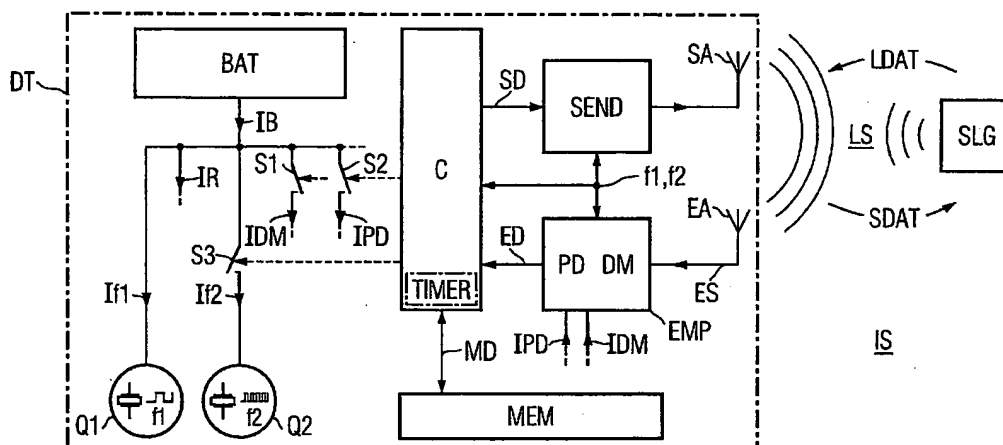 DT
BAT
IB
IR
S1
S2
IDM
IPD
S3
If1
If2
Q1
f1
f2
Q2
C
TIMER
SD
SEND
SA
f1,f2
ED
PD DM
EA
ES
EMP
IPD
IDM
MD
MEM
LDAT
LS
SLG
SDAT
IS